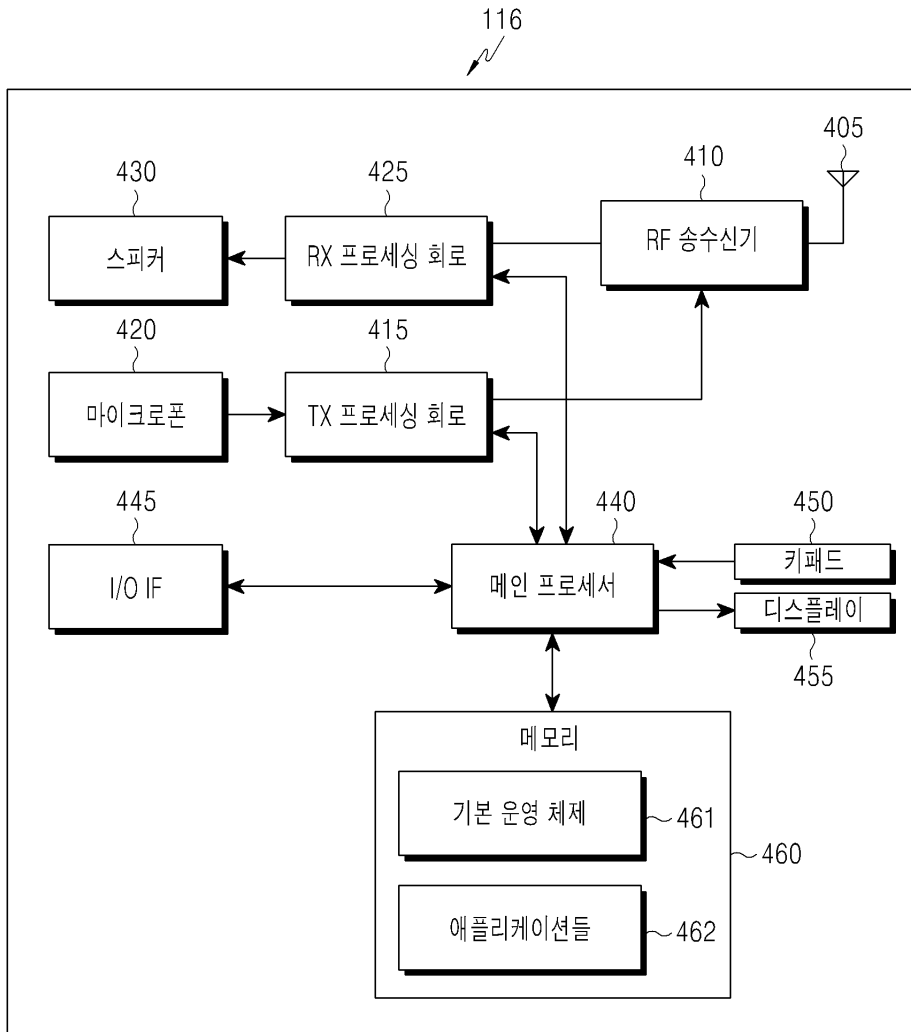 116
405
430
425
410
스피커
RX 프로세싱 회로
RF 송수신기
420
415
마이크로폰
TX 프로세싱 회로
445
440
450
I/O IF
메인 프로세서
키패드
디스플레이
455
메모리
기본 운영 체제
461
460
애플리케이션들
462